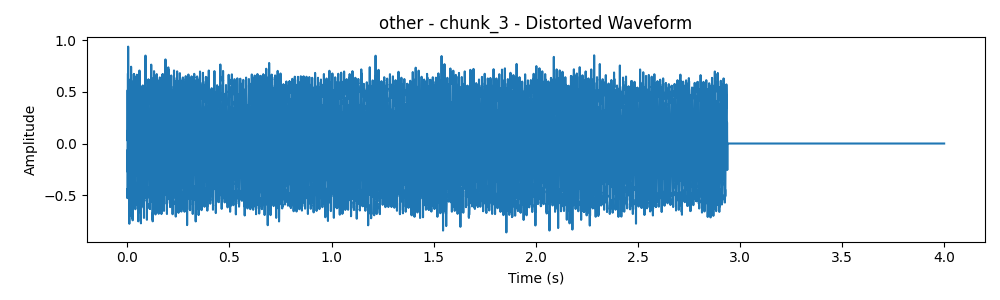 other - chunk_3 - Distorted Waveform
1.0
0.5
0.0
−0.5
Amplitude
0.0 0.5 1.0 1.5 2.0 2.5 3.0 3.5 4.0
Time (s)